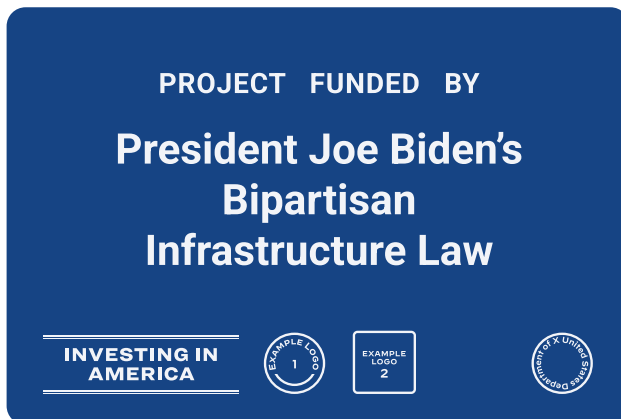 PROJECT FUNDED BY
President Joe Biden’s
Bipartisan
Infrastructure Law
INVESTING IN
AMERICA
EXAMPLE LOGO
1
EXAMPLE
LOGO
2
Department of X United States